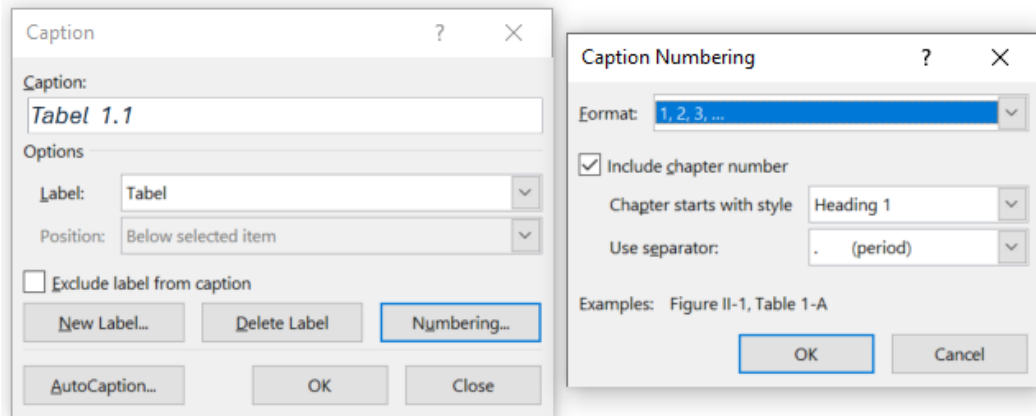 Caption ? ×
Caption:
Tabel 1.1
Options
Label: Tabel
Position: Below selected item
Exclude label from caption
New Label... Delete Label Numbering...
AutoCaption... OK Close
Caption Numbering ? ×
Format: 1, 2, 3, ...
Include chapter number
Chapter starts with style Heading 1
Use separator: . (period)
Examples: Figure II-1, Table 1-A
OK Cancel